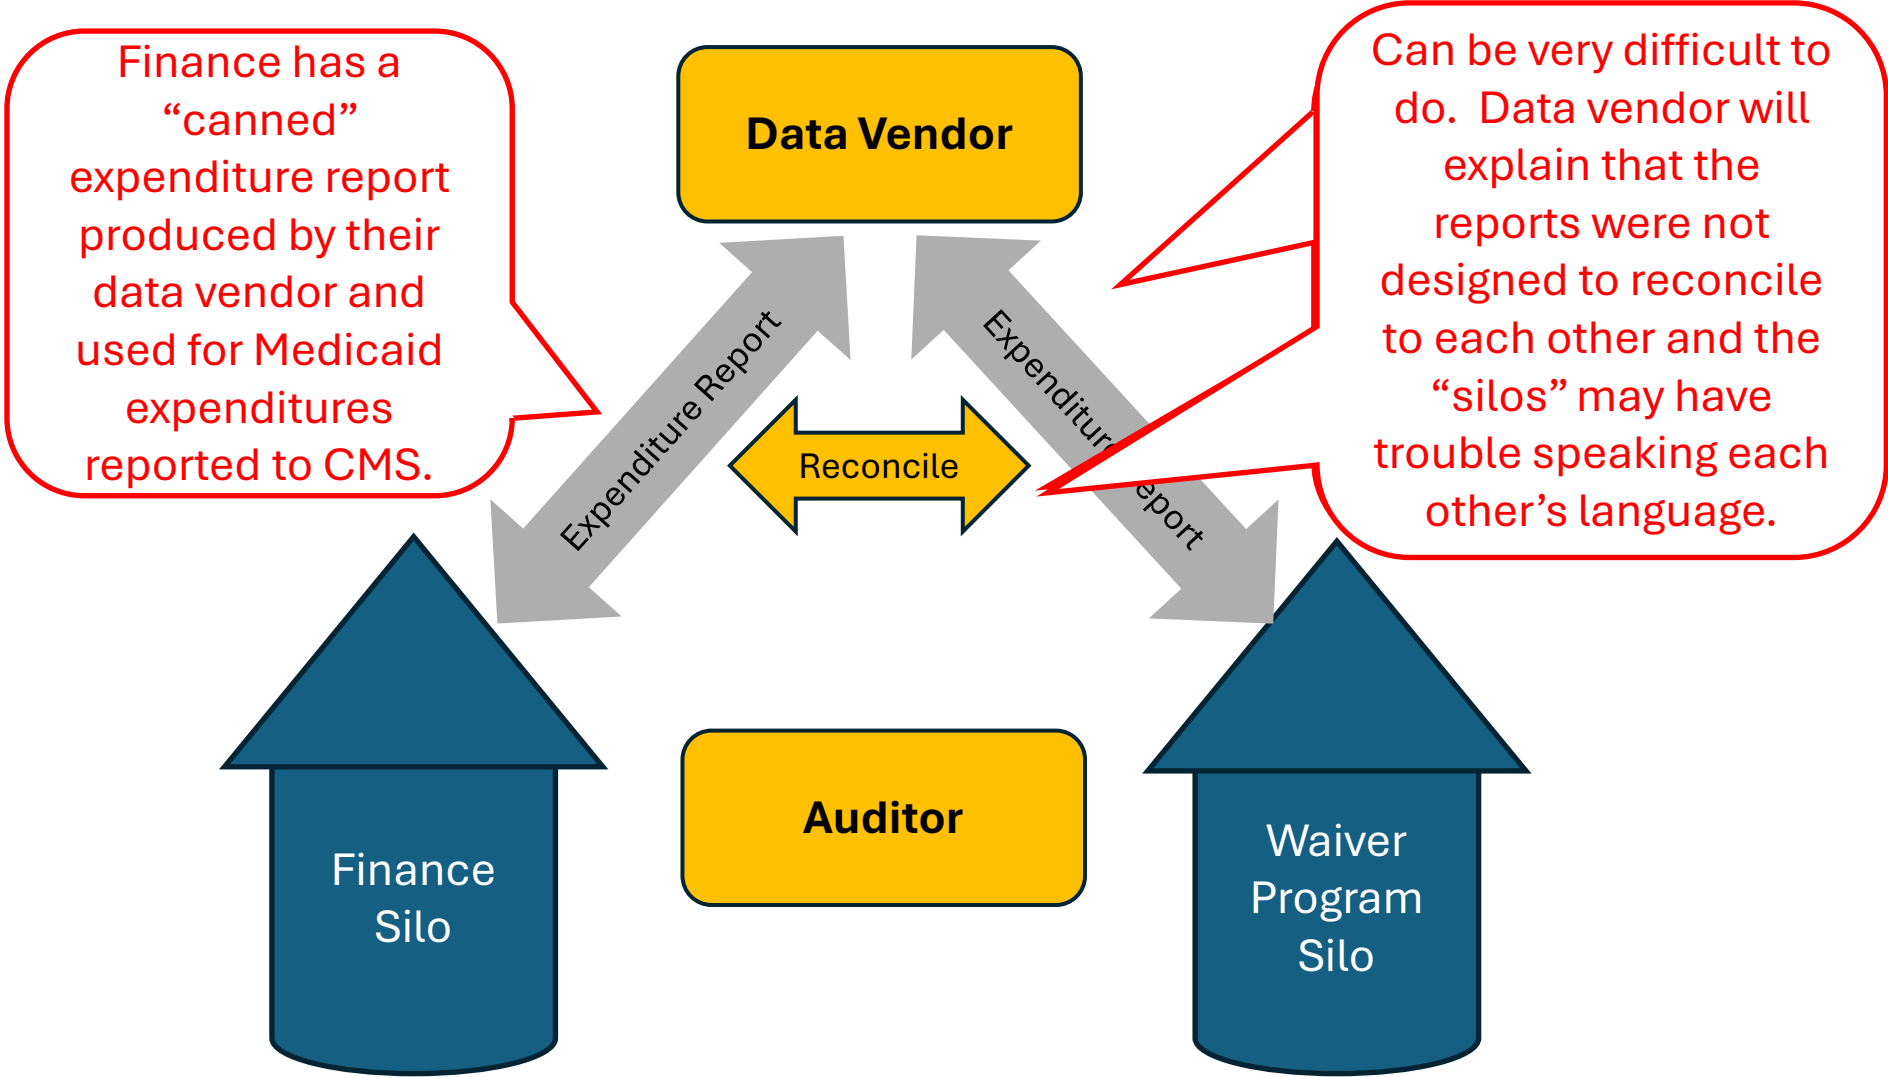 Finance has a
“canned”
expenditure report
produced by their
data vendor and
used for Medicaid
expenditures
reported to CMS.
Data Vendor
Can be very difficult to
do.  Data vendor will
explain that the
reports were not
designed to reconcile
to each other and the
“silos” may have
trouble speaking each
other’s language.
Expenditure Report
Reconcile
Expenditur eport
Finance
Silo
Auditor
Waiver
Program
Silo